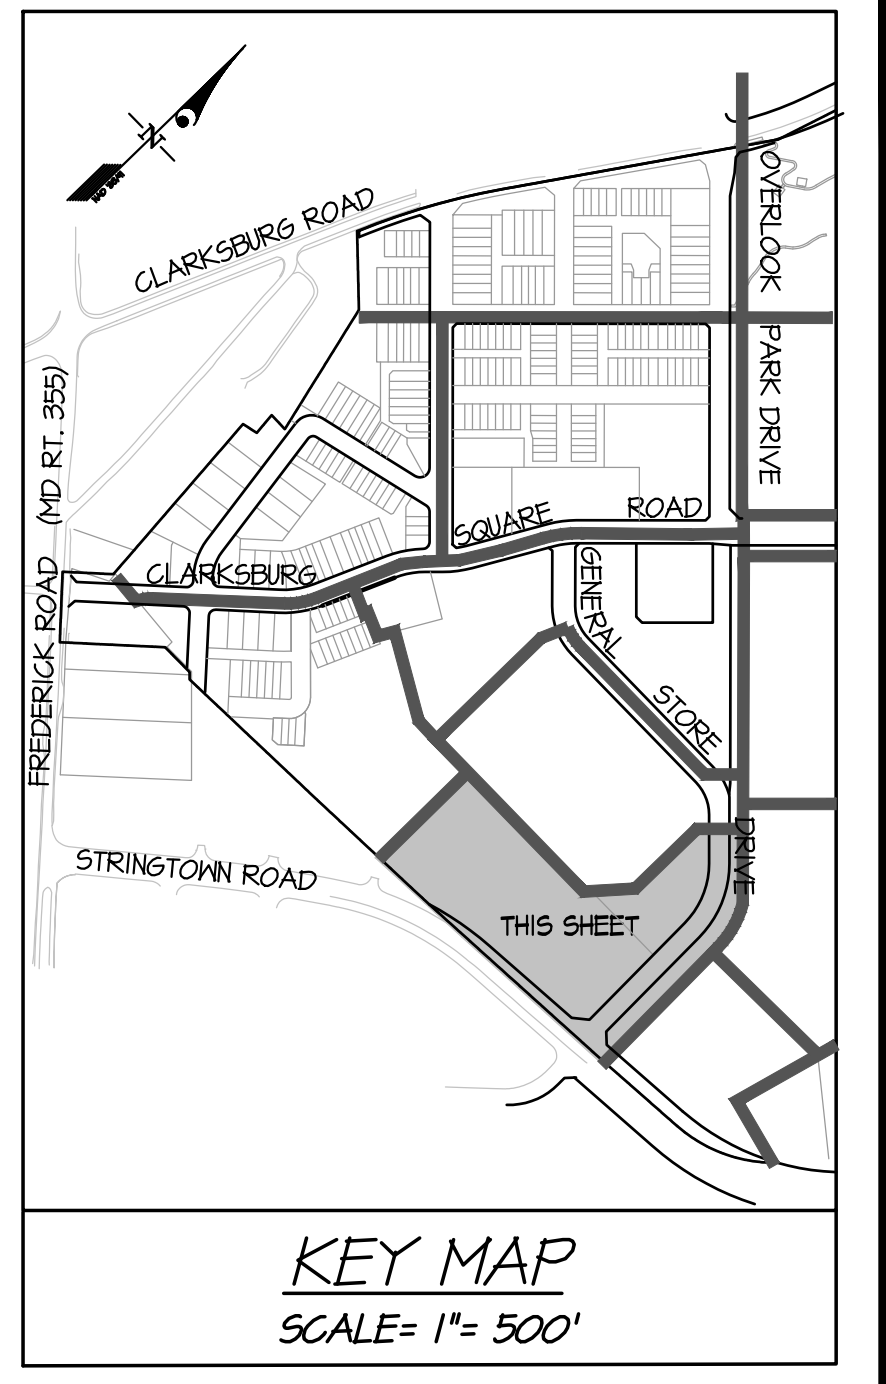 N
CLARKSBURG ROAD
OVERLOOK PARK DRIVE
FREDERICK ROAD (MD RT. 355)
CLARKSBURG SQUARE ROAD
GENERAL STORE DRIVE
STRINGTOWN ROAD
THIS SHEET
KEY MAP
SCALE= 1"= 500'